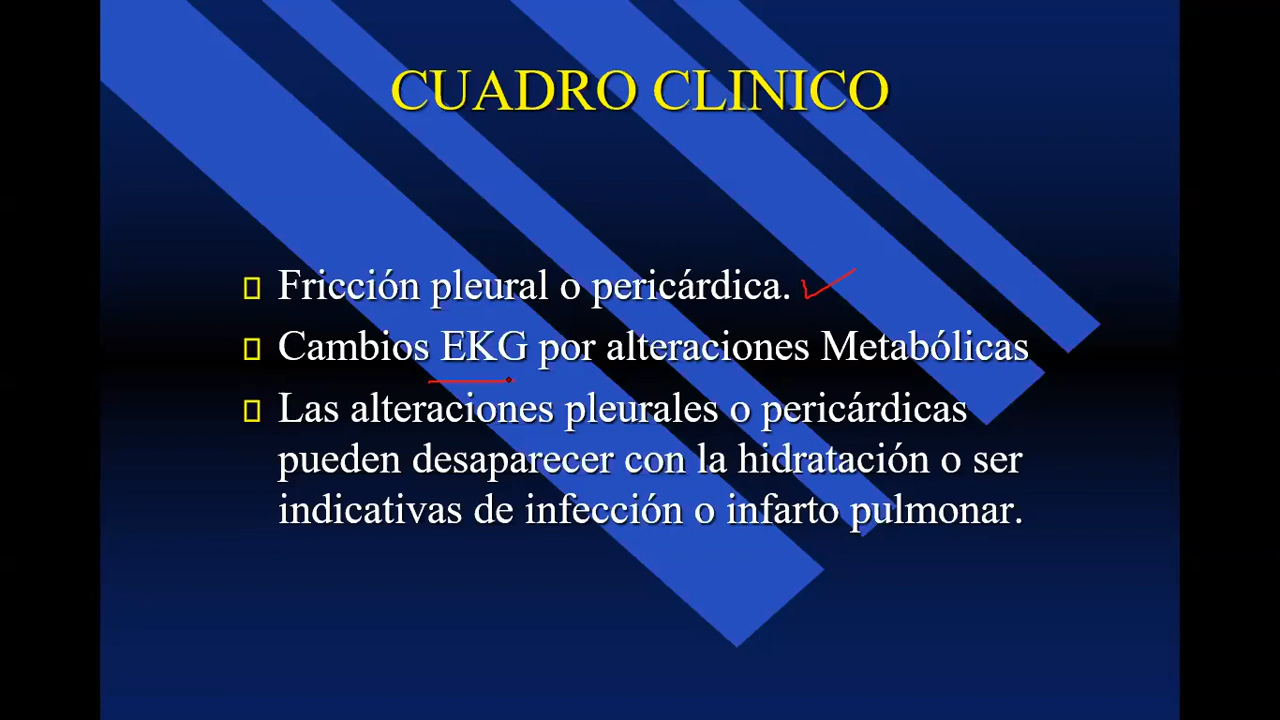 CUADRO CLINICO
Fricción pleural o pericárdica.
Cambios EKG por alteraciones Metabólicas
Las alteraciones pleurales o pericárdicas
pueden desaparecer con la hidratación o ser
indicativas de infección o infarto pulmonar.